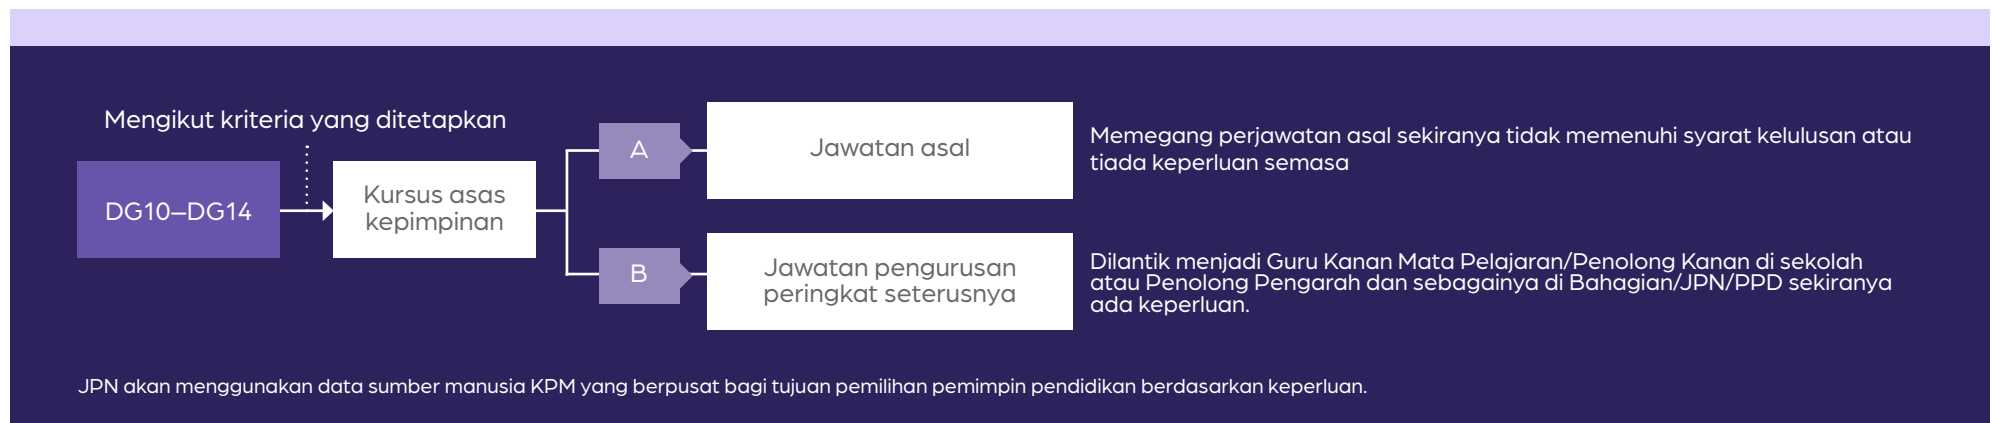 Mengikut kriteria yang ditetapkan
DG10–DG14
Kursus asas
kepimpinan
A
Jawatan asal
Memegang perjawatan asal sekiranya tidak memenuhi syarat kelulusan atau
tiada keperluan semasa
B
Jawatan pengurusan
peringkat seterusnya
Dilantik menjadi Guru Kanan Mata Pelajaran/Penolong Kanan di sekolah
atau Penolong Pengarah dan sebagainya di Bahagian/JPN/PPD sekiranya
ada keperluan.
JPN akan menggunakan data sumber manusia KPM yang berpusat bagi tujuan pemilihan pemimpin pendidikan berdasarkan keperluan.